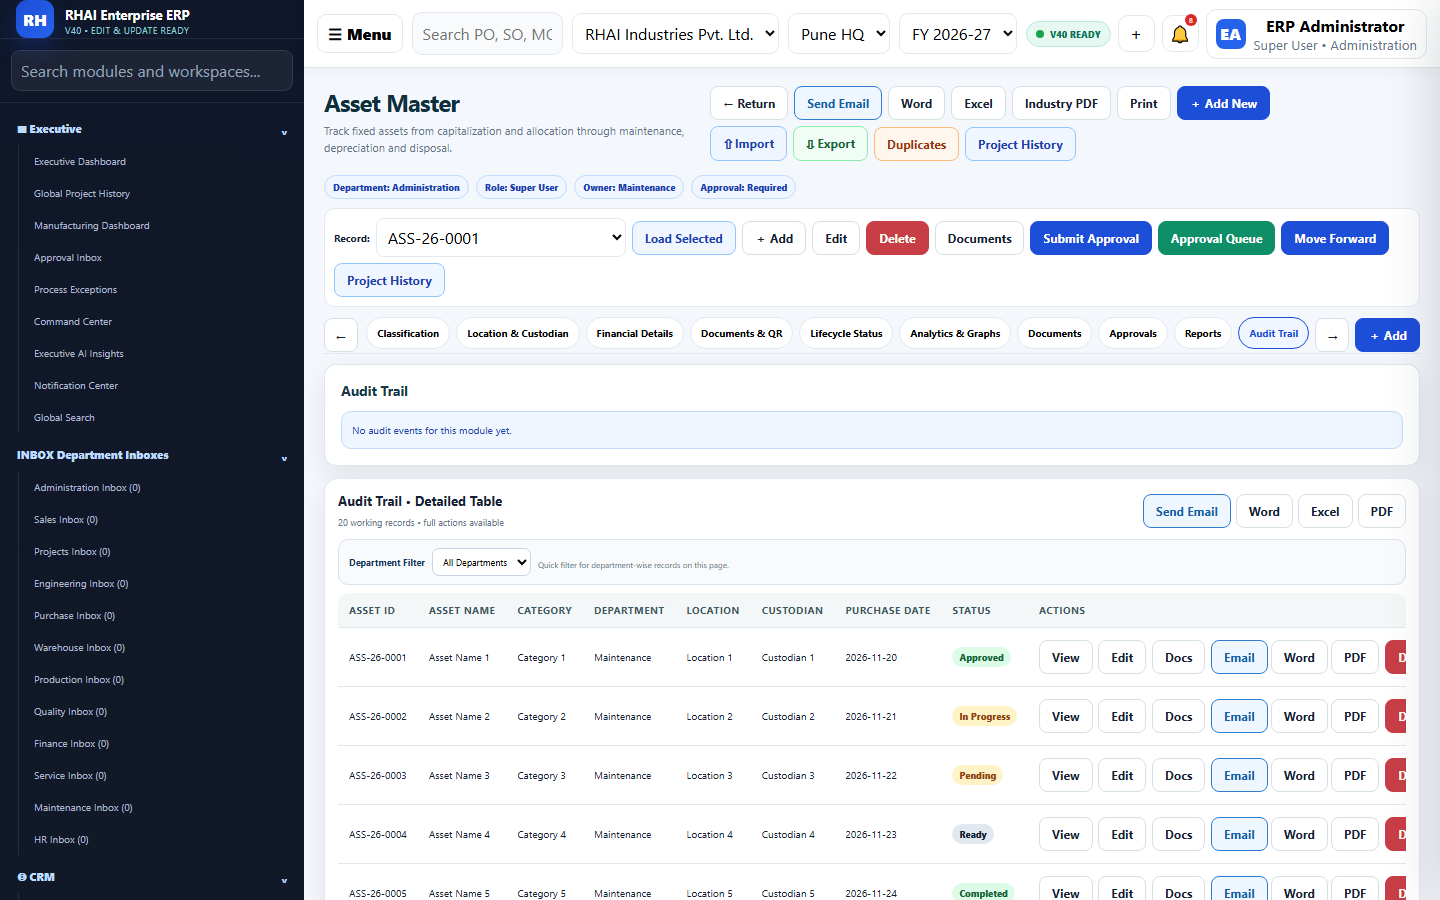 RH
RHAI Enterprise ERP
V40 • EDIT & UPDATE READY
Search modules and workspaces...
Executive
Executive Dashboard
Global Project History
Manufacturing Dashboard
Approval Inbox
Process Exceptions
Command Center
Executive AI Insights
Notification Center
Global Search
INBOX Department Inboxes
Administration Inbox (0)
Sales Inbox (0)
Projects Inbox (0)
Engineering Inbox (0)
Purchase Inbox (0)
Warehouse Inbox (0)
Production Inbox (0)
Quality Inbox (0)
Finance Inbox (0)
Service Inbox (0)
Maintenance Inbox (0)
HR Inbox (0)
CRM
☰ Menu
Search PO, SO, MO
RHAI Industries Pvt. Ltd.
Pune HQ
FY 2026-27
V40 READY
+
8
EA
ERP Administrator
Super User • Administration
Asset Master
Track fixed assets from capitalization and allocation through maintenance,
depreciation and disposal.
← Return
Send Email
Word
Excel
Industry PDF
Print
+ Add New
⇧ Import
⇩ Export
Duplicates
Project History
Department: Administration
Role: Super User
Owner: Maintenance
Approval: Required
Record:
ASS-26-0001
Load Selected
+ Add
Edit
Delete
Documents
Submit Approval
Approval Queue
Move Forward
Project History
←
Classification
Location & Custodian
Financial Details
Documents & QR
Lifecycle Status
Analytics & Graphs
Documents
Approvals
Reports
Audit Trail
→
+ Add
Audit Trail
No audit events for this module yet.
Audit Trail • Detailed Table
20 working records • full actions available
Send Email
Word
Excel
PDF
Department Filter
All Departments
Quick filter for department-wise records on this page.
ASSET ID ASSET NAME CATEGORY DEPARTMENT LOCATION CUSTODIAN PURCHASE DATE STATUS ACTIONS
ASS-26-0001 Asset Name 1 Category 1 Maintenance Location 1 Custodian 1 2026-11-20 Approved View Edit Docs Email Word PDF D
ASS-26-0002 Asset Name 2 Category 2 Maintenance Location 2 Custodian 2 2026-11-21 In Progress View Edit Docs Email Word PDF D
ASS-26-0003 Asset Name 3 Category 3 Maintenance Location 3 Custodian 3 2026-11-22 Pending View Edit Docs Email Word PDF D
ASS-26-0004 Asset Name 4 Category 4 Maintenance Location 4 Custodian 4 2026-11-23 Ready View Edit Docs Email Word PDF D
ASS-26-0005 Asset Name 5 Category 5 Maintenance Location 5 Custodian 5 2026-11-24 Completed View Edit Docs Email Word PDF D